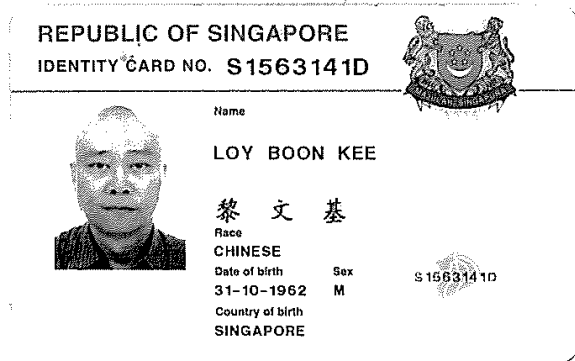 REPUBLIC OF SINGAPORE
IDENTITY CARD NO. S1563141D
Name
LOY BOON KEE
黎 文 基
Race
CHINESE
Date of birth Sex
31-10-1962 M
S1563141D
Country of birth
SINGAPORE